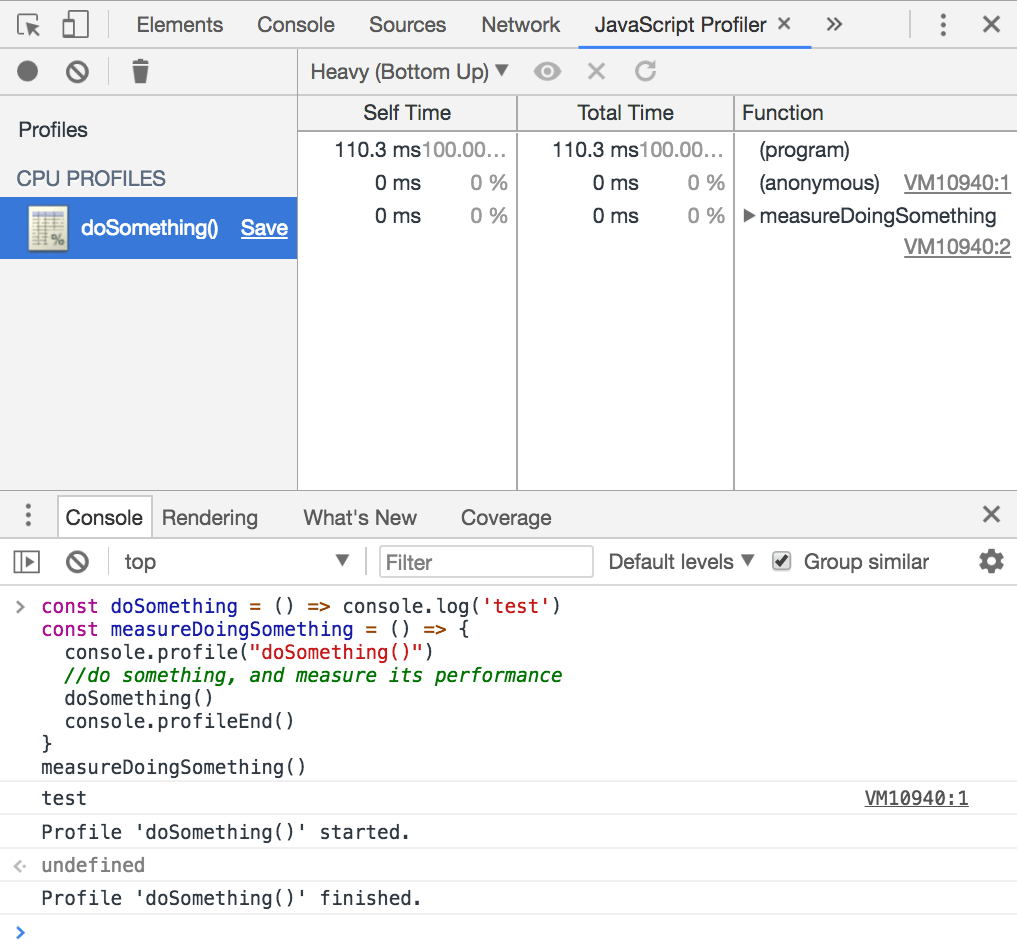 Elements Console Sources Network JavaScript Profiler × »
Heavy (Bottom Up) ▼
Profiles
CPU PROFILES
doSomething() Save
Self Time Total Time Function
110.3 ms 100.00… 110.3 ms 100.00… (program)
0 ms 0 % 0 ms 0 % (anonymous) VM10940:1
0 ms 0 % 0 ms 0 % ▶ measureDoingSomething
VM10940:2
Console Rendering What's New Coverage
top ▼ Filter Default levels ▼ Group similar
> const doSomething = () => console.log('test')
const measureDoingSomething = () => {
console.profile("doSomething()")
//do something, and measure its performance
doSomething()
console.profileEnd()
}
measureDoingSomething()
test VM10940:1
Profile 'doSomething()' started.
undefined
Profile 'doSomething()' finished.
>